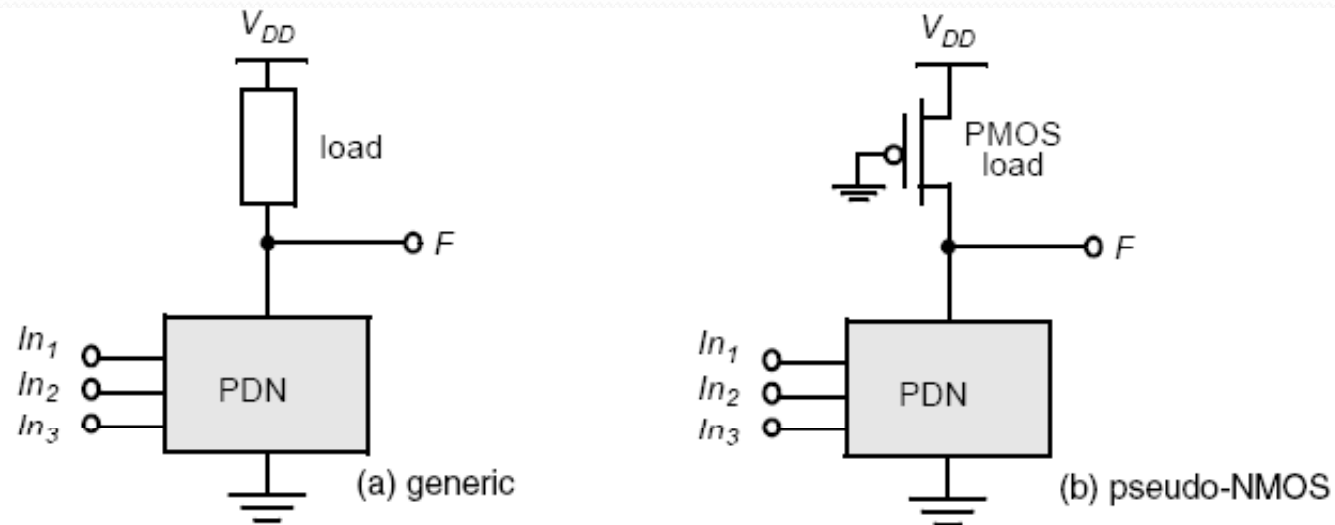 V_DD
load
F
In_1
In_2
In_3
PDN
(a) generic
V_DD
PMOS
load
F
In_1
In_2
In_3
PDN
(b) pseudo-NMOS